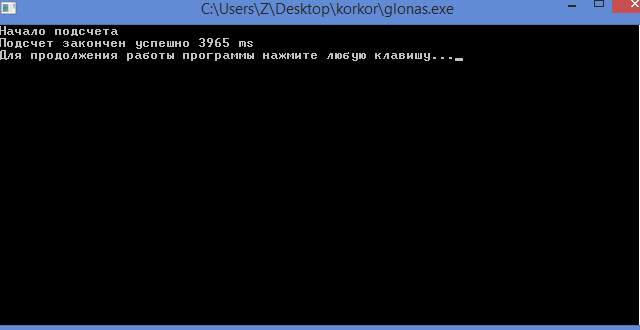 C:\Users\Z\Desktop\korkor\glonas.exe
Начало подсчета
Подсчет закончен успешно 3965 ms
Для продолжения работы программы нажмите любую клавишу...